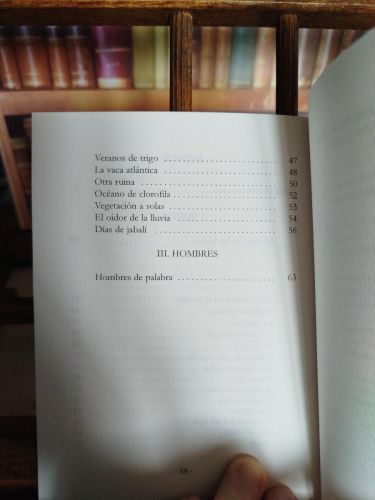 Veranos de trigo ........................ 47
La vaca atlántica ........................ 48
Otra ruina ........................ 50
Océano de clorofila ........................ 52
Vegetación a solas ........................ 53
El oidor de la lluvia ........................ 54
Días de jabalí ........................ 56
III. HOMBRES
Hombres de palabra ........................ 63
- 68 -